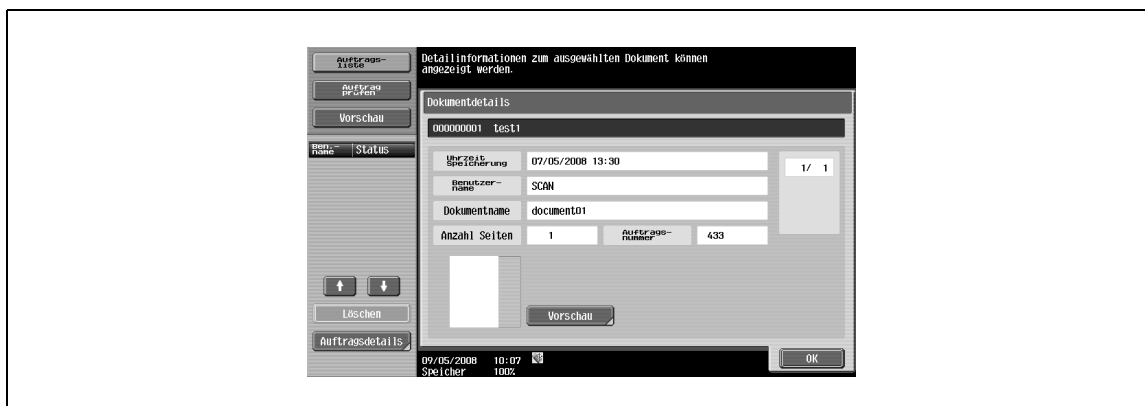 Auftrags-
liste
Auftrag
prüfen
Vorschau
Ben.-
name
Status
Löschen
Auftragsdetails
Detailinformationen zum ausgewählten Dokument können
angezeigt werden.
Dokumentdetails
000000001 test1
Uhrzeit
Speicherung
07/05/2008 13:30
Benutzer-
name
SCAN
Dokumentname
document01
Anzahl Seiten
1
Auftrags-
nummer
433
1/ 1
Vorschau
09/05/2008 10:07
Speicher 100%
OK